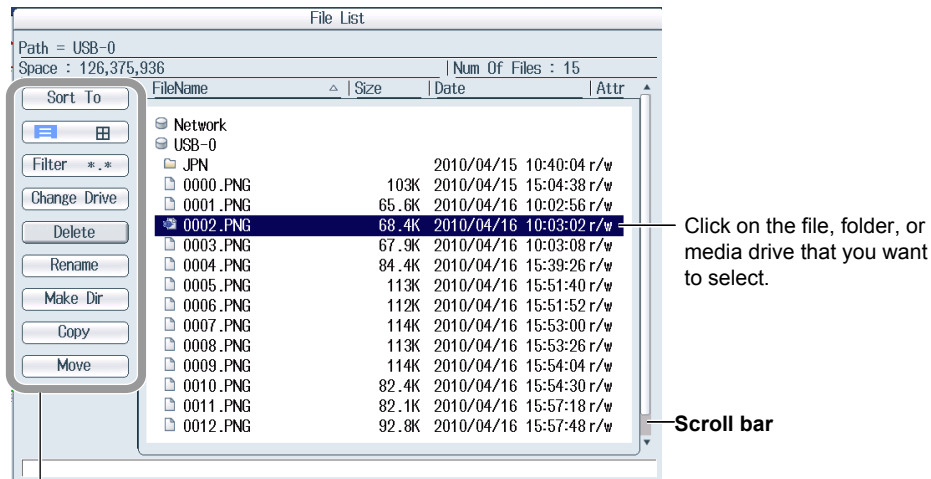 File List
Path = USB-0
Space : 126,375,936 Num Of Files : 15
FileName Size Date Attr
Sort To
Filter *.*
Change Drive
Delete
Rename
Make Dir
Copy
Move
Network
USB-0
JPN 2010/04/15 10:40:04 r/w
0000.PNG 103K 2010/04/15 15:04:38 r/w
0001.PNG 65.6K 2010/04/16 10:02:56 r/w
0002.PNG 68.4K 2010/04/16 10:03:02 r/w
0003.PNG 67.9K 2010/04/16 10:03:08 r/w
0004.PNG 84.4K 2010/04/16 15:39:26 r/w
0005.PNG 113K 2010/04/16 15:51:40 r/w
0006.PNG 112K 2010/04/16 15:51:52 r/w
0007.PNG 114K 2010/04/16 15:53:00 r/w
0008.PNG 113K 2010/04/16 15:53:26 r/w
0009.PNG 114K 2010/04/16 15:54:04 r/w
0010.PNG 82.4K 2010/04/16 15:54:30 r/w
0011.PNG 82.1K 2010/04/16 15:57:18 r/w
0012.PNG 92.8K 2010/04/16 15:57:48 r/w
Click on the file, folder, or
media drive that you want
to select.
Scroll bar